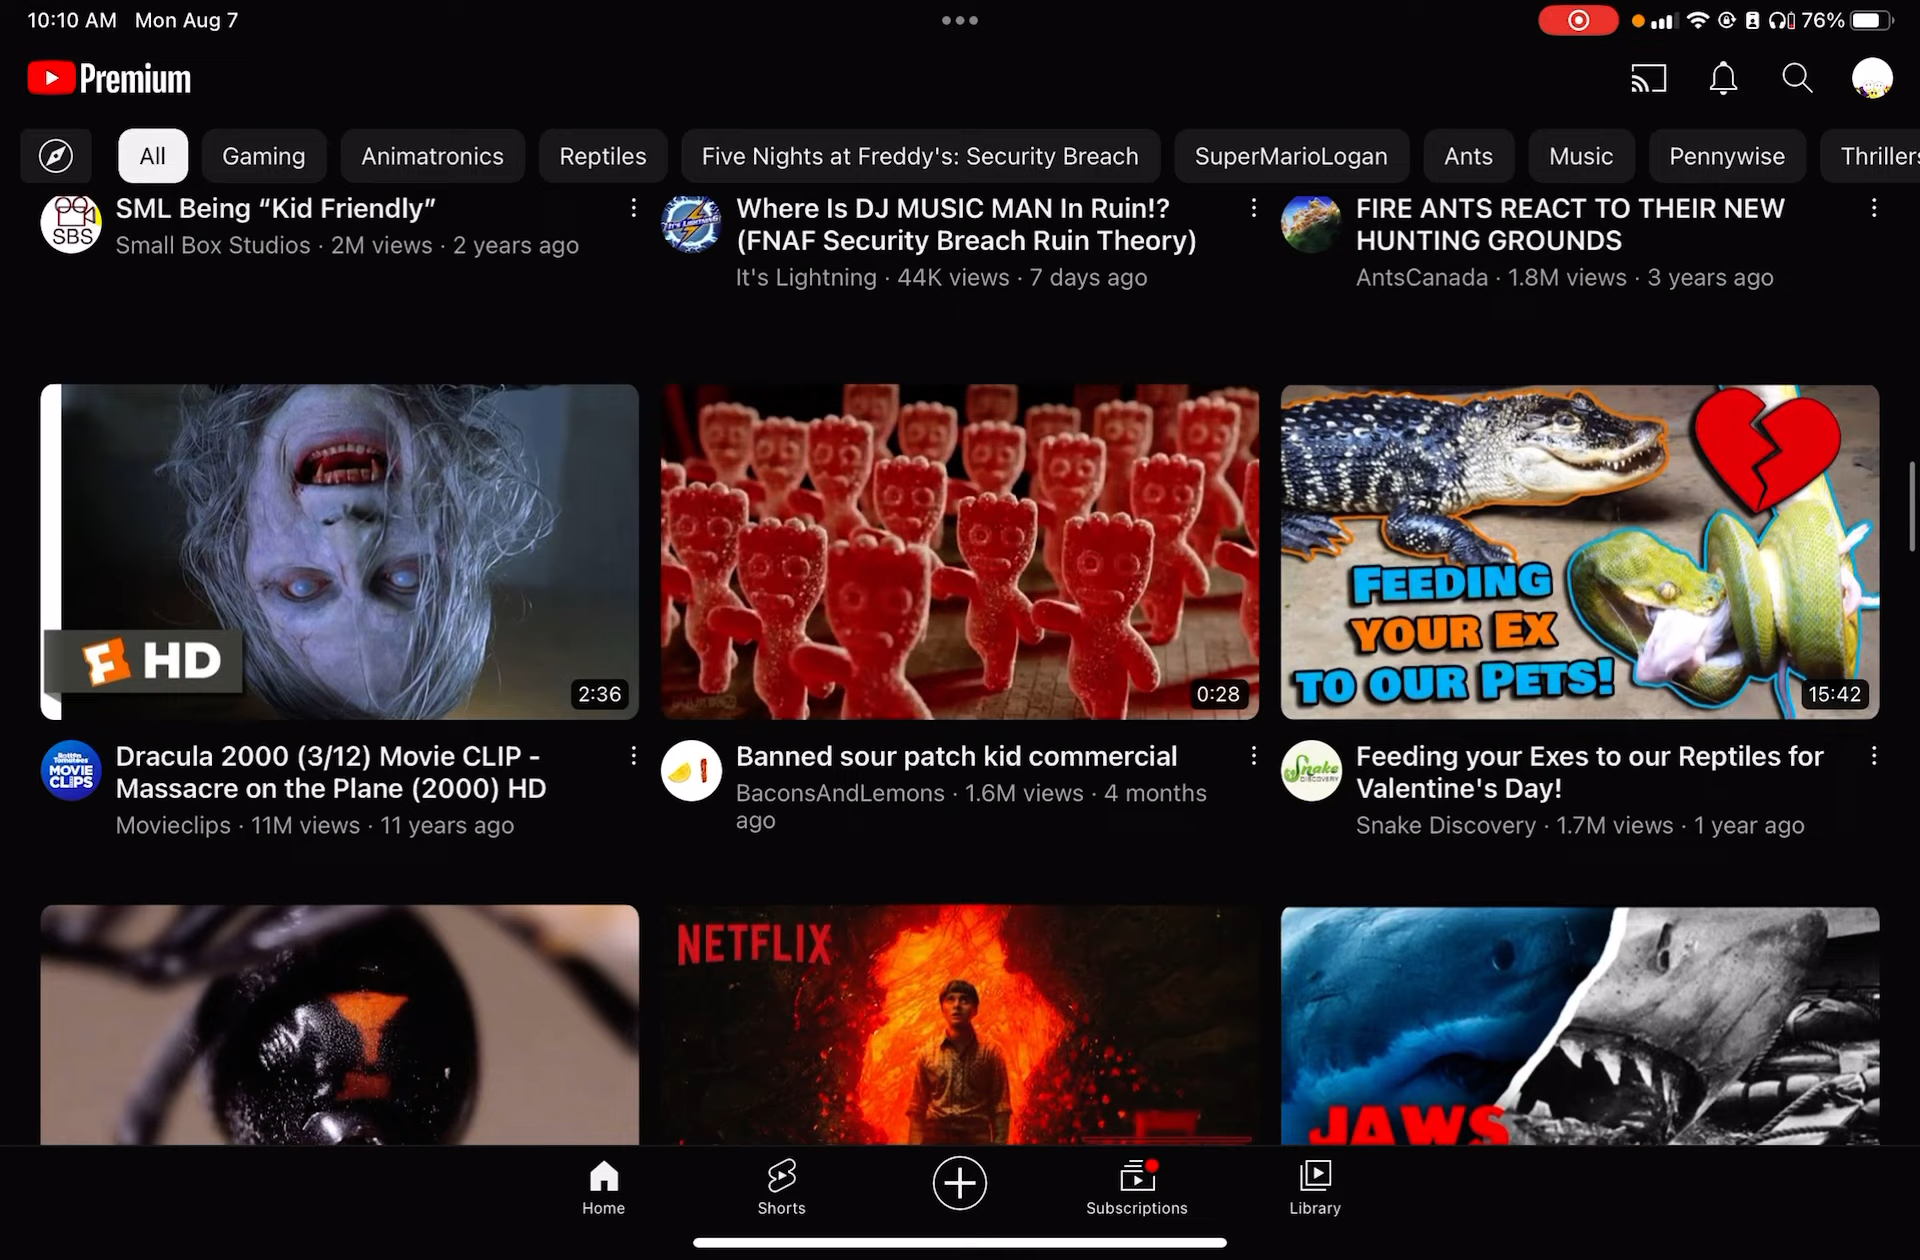 10:10 AM Mon Aug 7
76%
Premium
All
Gaming
Animatronics
Reptiles
Five Nights at Freddy's: Security Breach
SuperMarioLogan
Ants
Music
Pennywise
Thrillers
SBS
SML Being “Kid Friendly”
Small Box Studios · 2M views · 2 years ago
Where Is DJ MUSIC MAN In Ruin!?
(FNAF Security Breach Ruin Theory)
It's Lightning · 44K views · 7 days ago
FIRE ANTS REACT TO THEIR NEW
HUNTING GROUNDS
AntsCanada · 1.8M views · 3 years ago
F HD
2:36
0:28
FEEDING
YOUR EX
TO OUR PETS!
15:42
Rotten Tomatoes
MOVIE
CLIPS
Dracula 2000 (3/12) Movie CLIP -
Massacre on the Plane (2000) HD
Movieclips · 11M views · 11 years ago
Banned sour patch kid commercial
BaconsAndLemons · 1.6M views · 4 months
ago
Snake
DISCOVERY
Feeding your Exes to our Reptiles for
Valentine's Day!
Snake Discovery · 1.7M views · 1 year ago
NETFLIX
JAWS
Home
Shorts
Subscriptions
Library